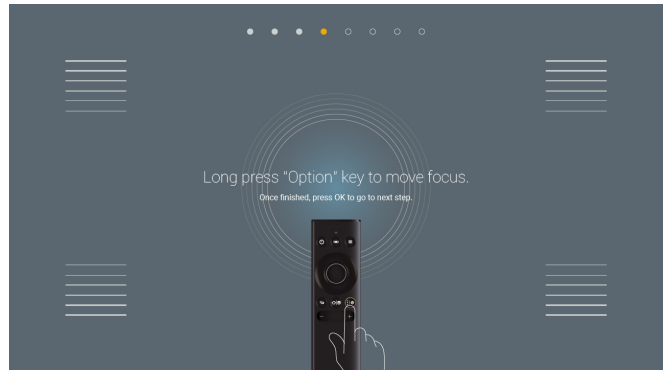 Long press "Option" key to move focus.
Once finished, press OK to go to next step.